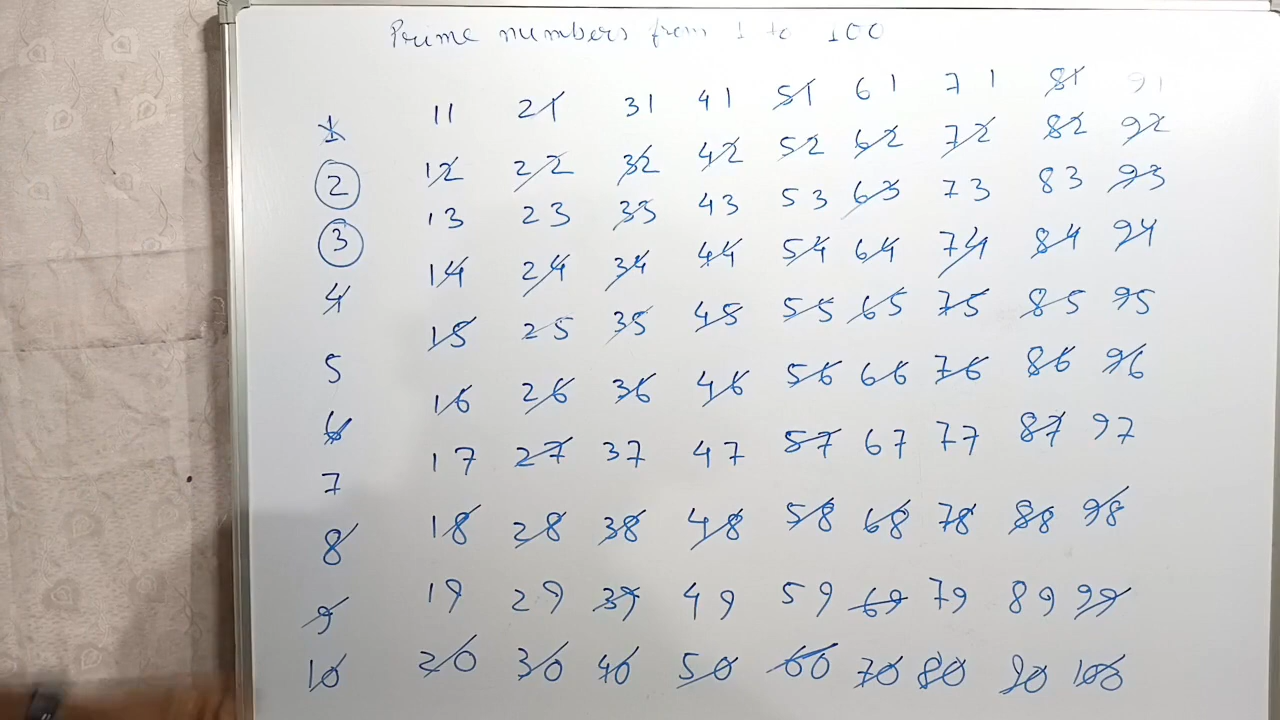 Prime numbers from 1 to 100
1 11 21 31 41 51 61 71 81 91
2 12 22 32 42 52 62 72 82 92
3 13 23 33 43 53 63 73 83 93
4 14 24 34 44 54 64 74 84 94
5 15 25 35 45 55 65 75 85 95
6 16 26 36 46 56 66 76 86 96
7 17 27 37 47 57 67 77 87 97
8 18 28 38 48 58 68 78 88 98
9 19 29 39 49 59 69 79 89 99
10 20 30 40 50 60 70 80 90 100